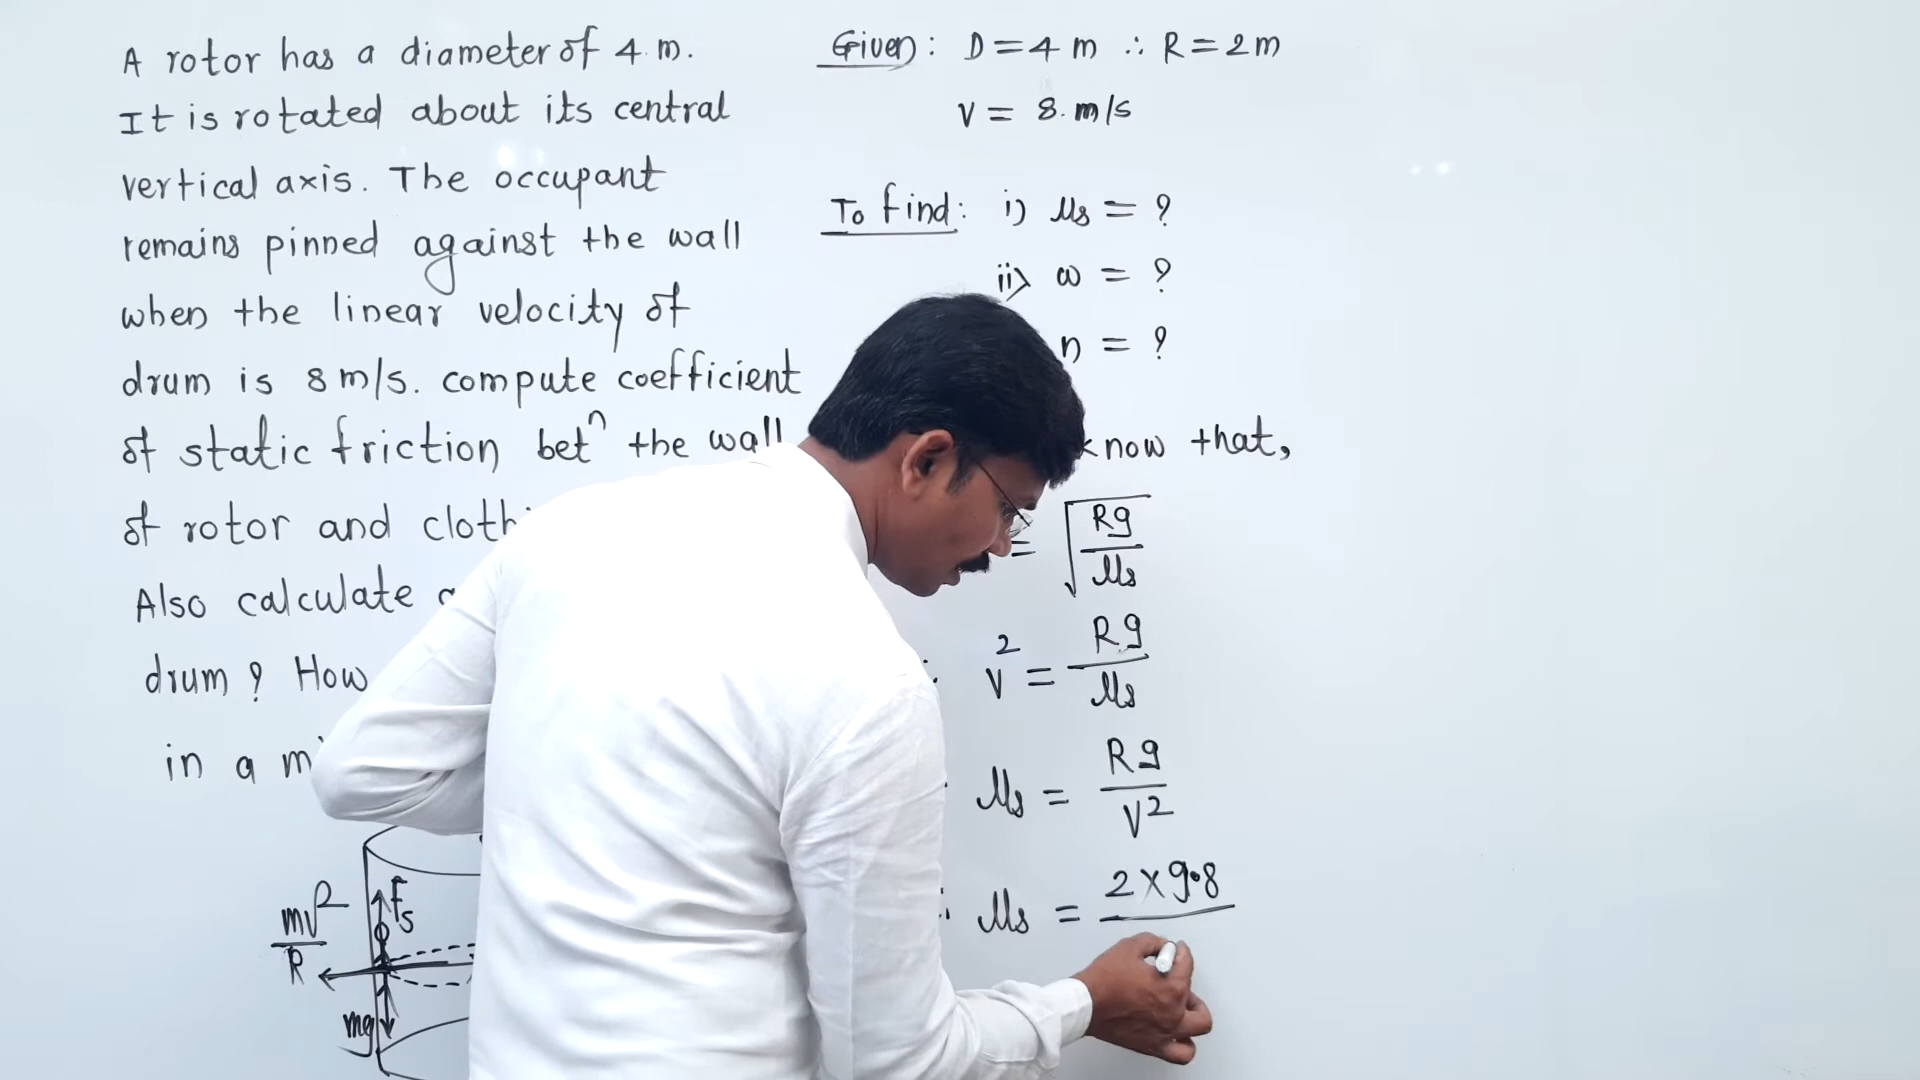 A rotor has a diameter of 4 m.
It is rotated about its central
vertical axis. The occupant
remains pinned against the wall
when the linear velocity of
drum is 8 m/s. compute coefficient
of static friction betⁿ the wall
of rotor and
Also calculate
drum ? How
in a
mv²/R
Fs
mg
Given: D = 4 m ∴ R = 2 m
V = 8 m/s
To find: i) μs = ?
ii) ω = ?
n = ?
know that,
= √(Rg/μs)
v² = Rg/μs
μs = Rg/V²
∴ μs = 2 × 9.8